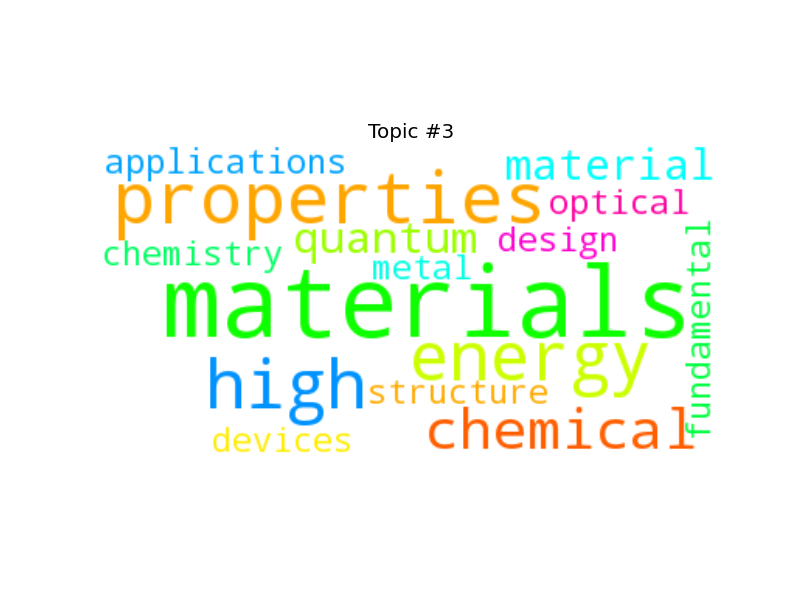 Topic #3
applications
material
properties
optical
quantum
design
chemistry
metal
materials
fundamental
energy
high
structure
chemical
devices